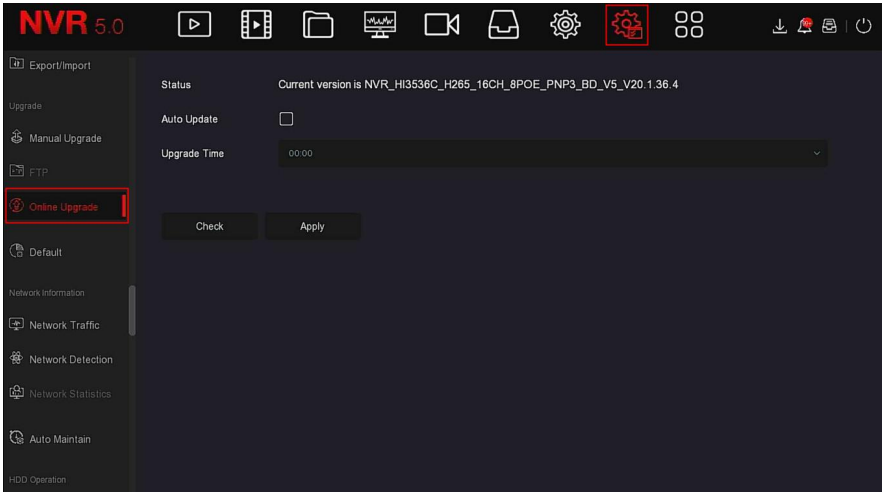 NVR 5.0
Export/Import
Upgrade
Manual Upgrade
FTP
Online Upgrade
Default
Network Information
Network Traffic
Network Detection
Network Statistics
Auto Maintain
HDD Operation
Status Current version is NVR_HI3536C_H265_16CH_8POE_PNP3_BD_V5_V20.1.36.4
Auto Update
Upgrade Time 00:00
Check Apply